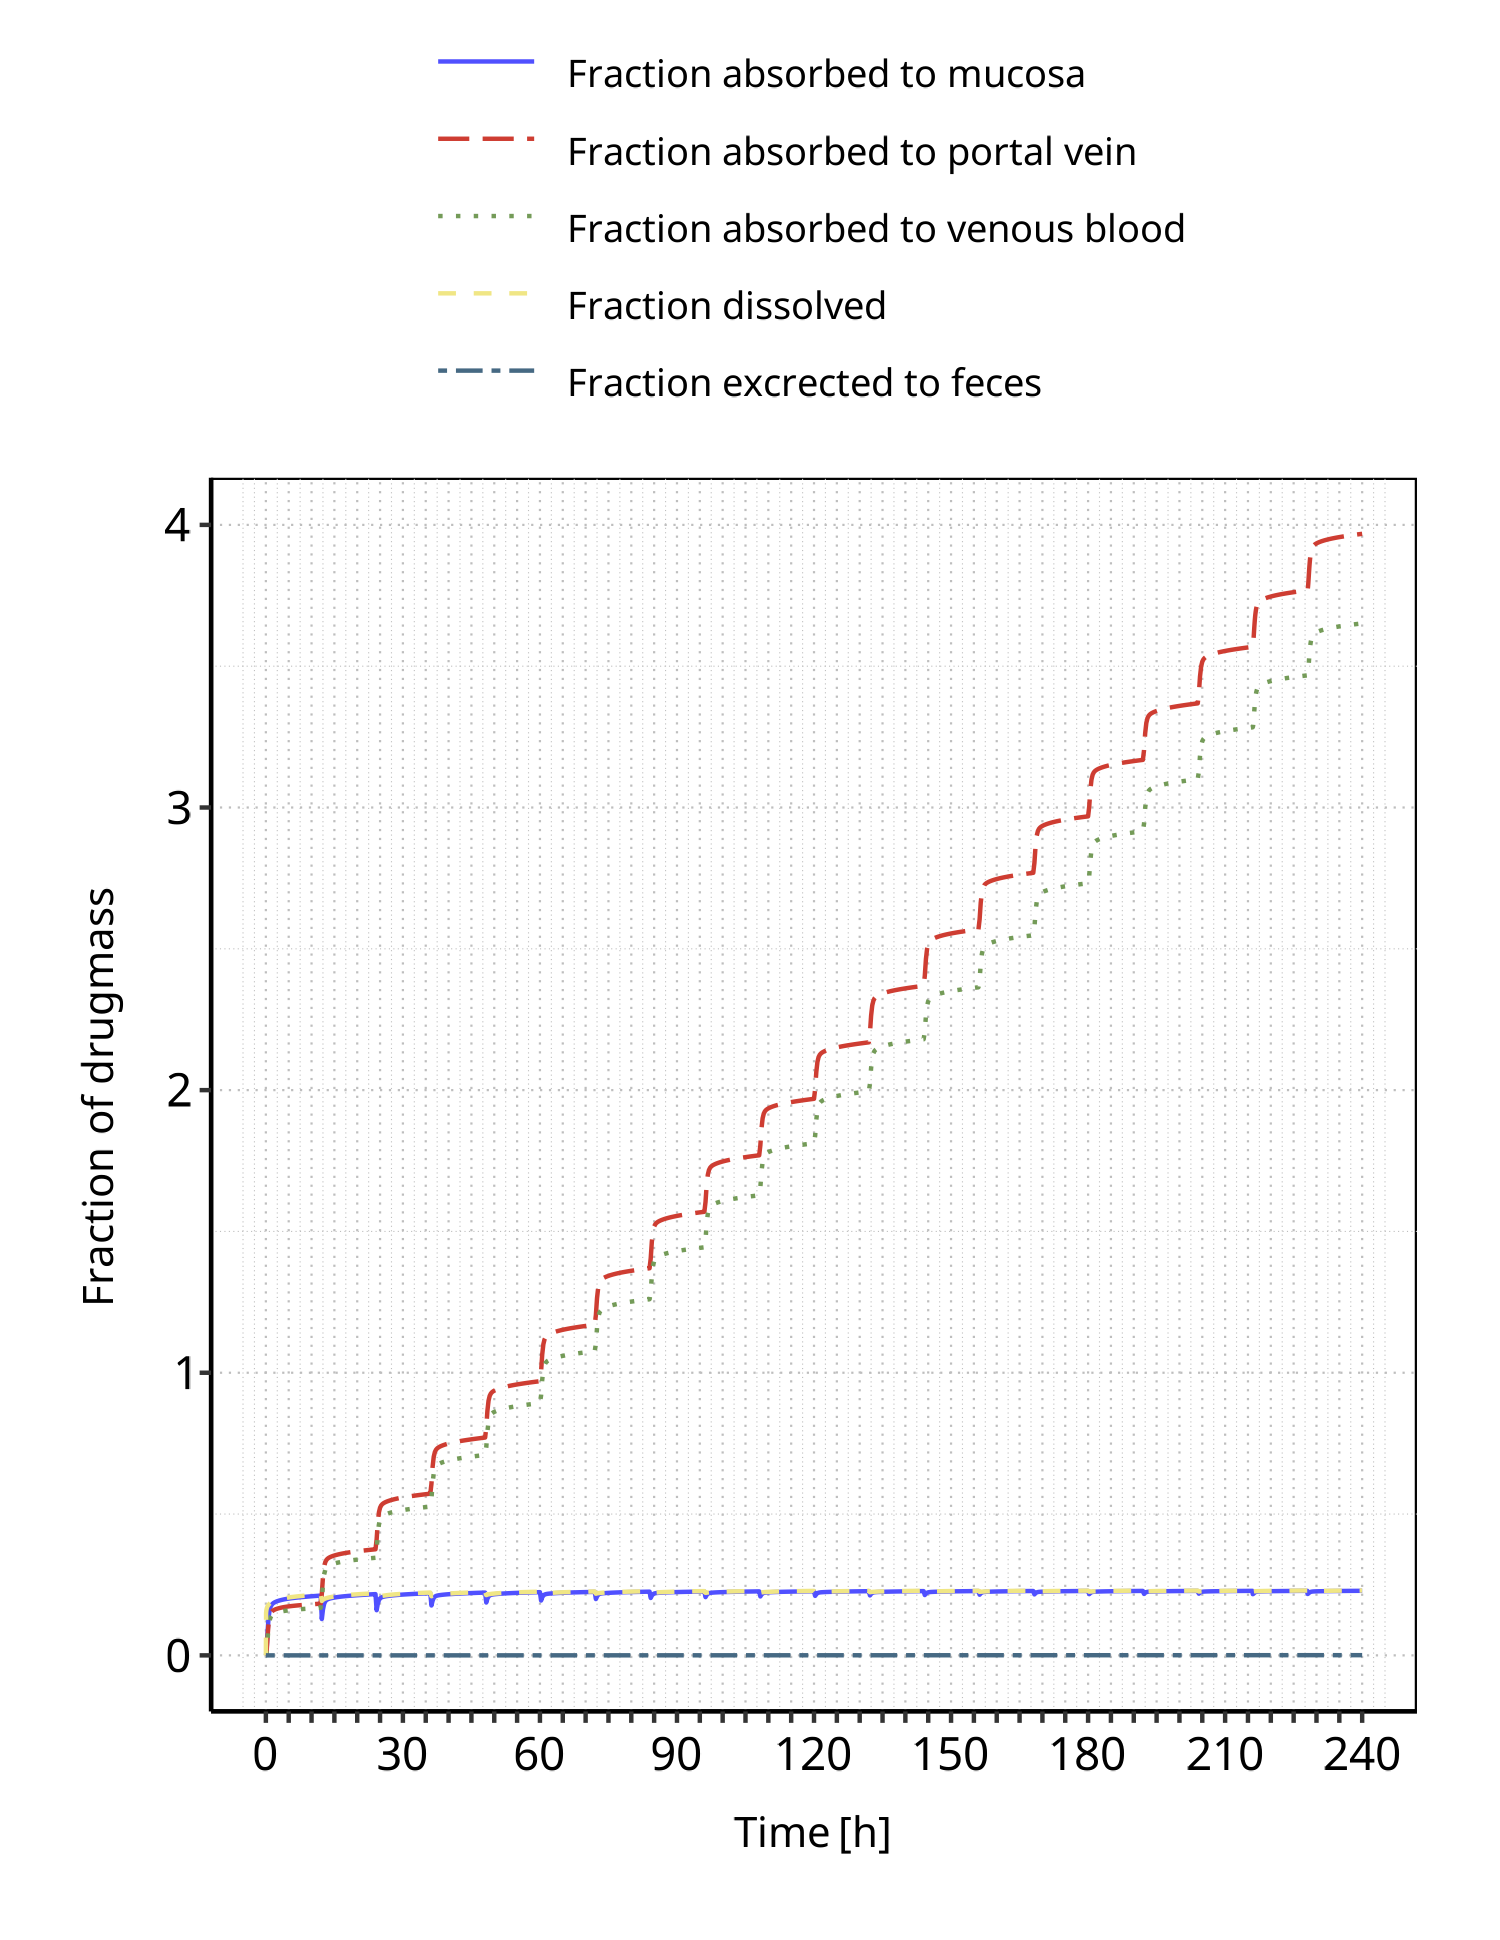 Fraction absorbed to mucosa
Fraction absorbed to portal vein
Fraction absorbed to venous blood
Fraction dissolved
Fraction excrected to feces
4
3
2
1
0
Fraction of drugmass
0 30 60 90 120 150 180 210 240
Time [h]